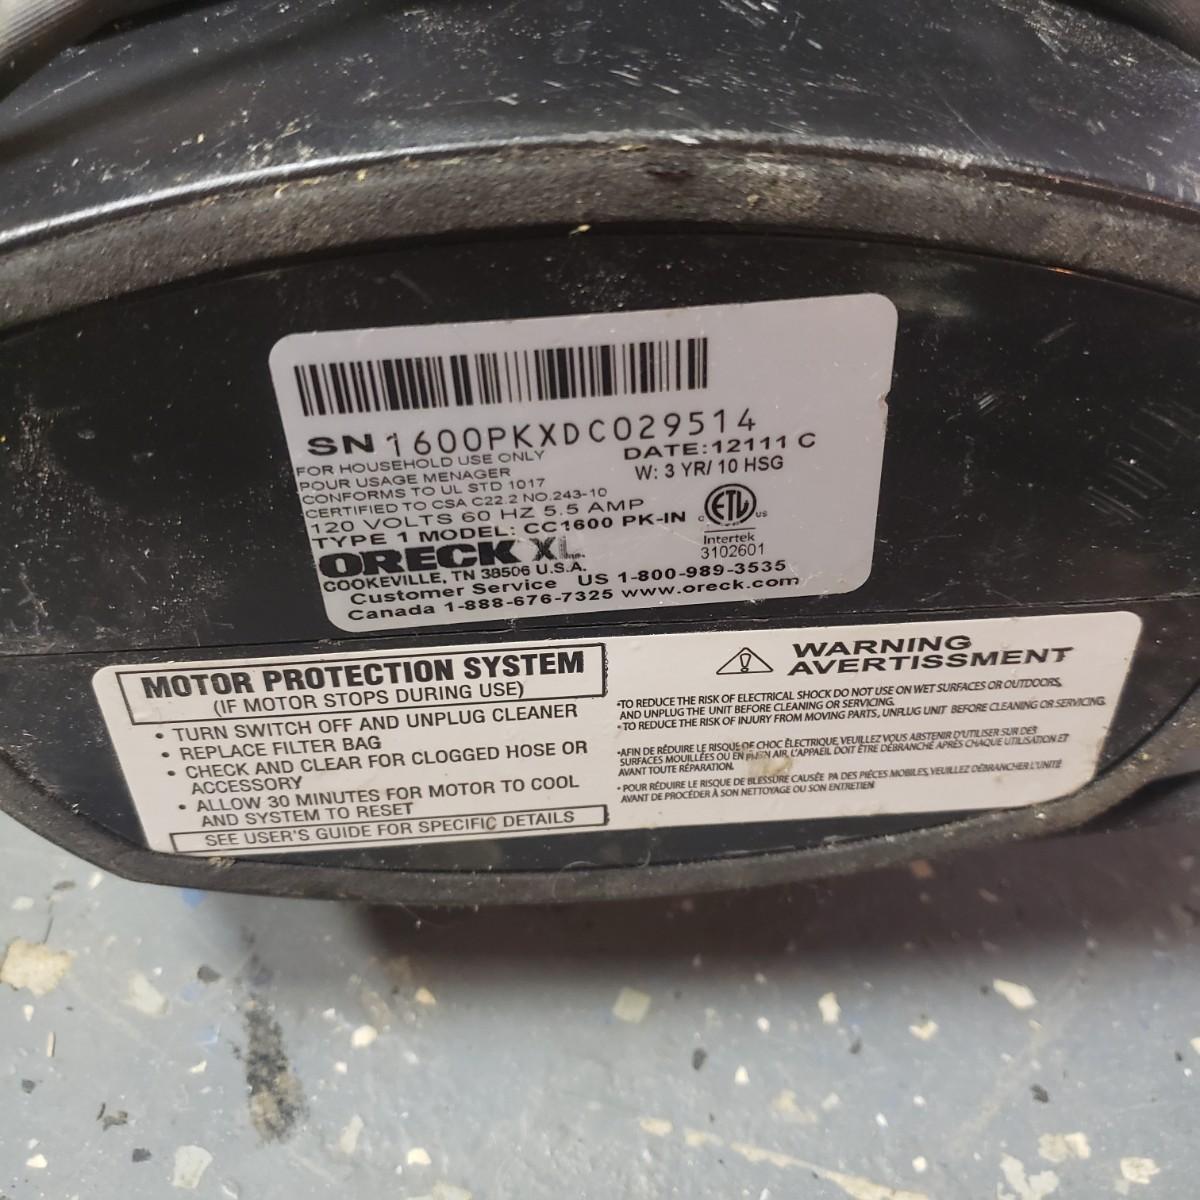 SN 1600PKXDC029514
FOR HOUSEHOLD USE ONLY
DATE:12111 C
POUR USAGE MENAGER
W: 3 YR/ 10 HSG
CONFORMS TO UL STD 1017
CERTIFIED TO CSA C22.2 NO.243-10
120 VOLTS 60 HZ 5.5 AMP
TYPE 1 MODEL: CC1600 PK-IN
C ETL US
Intertek
3102601
ORECK XL
COOKEVILLE, TN 38506 U.S.A.
Customer Service US 1-800-989-3535
Canada 1-888-676-7325 www.oreck.com
MOTOR PROTECTION SYSTEM
(IF MOTOR STOPS DURING USE)
• TURN SWITCH OFF AND UNPLUG CLEANER
• REPLACE FILTER BAG
• CHECK AND CLEAR FOR CLOGGED HOSE OR
ACCESSORY
• ALLOW 30 MINUTES FOR MOTOR TO COOL
AND SYSTEM TO RESET
SEE USER'S GUIDE FOR SPECIFIC DETAILS
WARNING
AVERTISSMENT
•TO REDUCE THE RISK OF ELECTRICAL SHOCK DO NOT USE ON WET SURFACES OR OUTDOORS,
AND UNPLUG THE UNIT BEFORE CLEANING OR SERVICING.
•TO REDUCE THE RISK OF INJURY FROM MOVING PARTS, UNPLUG UNIT BEFORE CLEANING OR SERVICING.
•AFIN DE RÉDUIRE LE RISQUE DE CHOC ÉLECTRIQUE, VEUILLEZ VOUS ABSTENIR D'UTILISER SUR DES
SURFACES MOUILLÉES OU EN PLEIN AIR, L'APPAEIL DOIT ÊTRE DÉBRANCHÉ APRÈS CHAQUE UTILISATION ET
AVANT TOUTE RÉPARATION.
•POUR RÉDUIRE LE RISQUE DE BLESSURE CAUSÉE PA DES PIÈCES MOBILES, VEUILLEZ DÉBRANCHER L'UNITÉ
AVANT DE PROCÉDER À SON NETTOYAGE OU SON ENTRETIEN